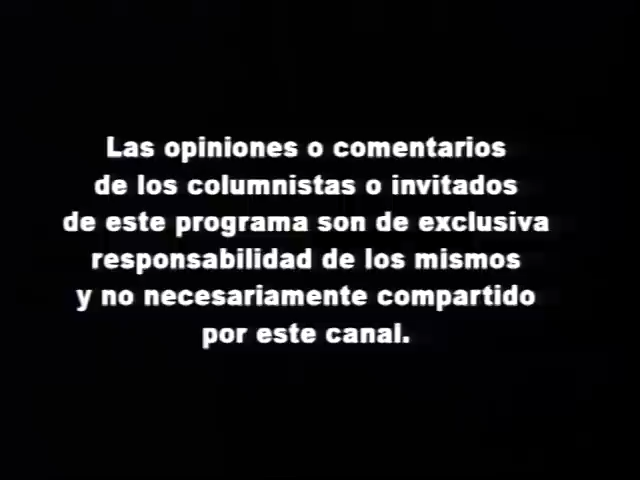 Las opiniones o comentarios
de los columnistas o invitados
de este programa son de exclusiva
responsabilidad de los mismos
y no necesariamente compartido
por este canal.